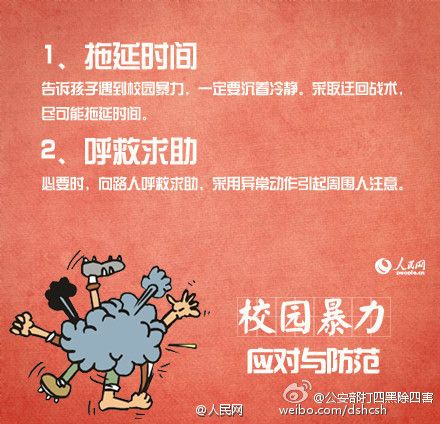 1、拖延时间
告诉孩子遇到校园暴力，一定要沉着冷静。采取迂回战术，
尽可能拖延时间。
2、呼救求助
必要时，向路人呼救求助，采用异常动作引起周围人注意。
人民网
people.cn
校园暴力
应对与防范
@公安部打四黑除四害
@人民网
weibo.com/dshcsh